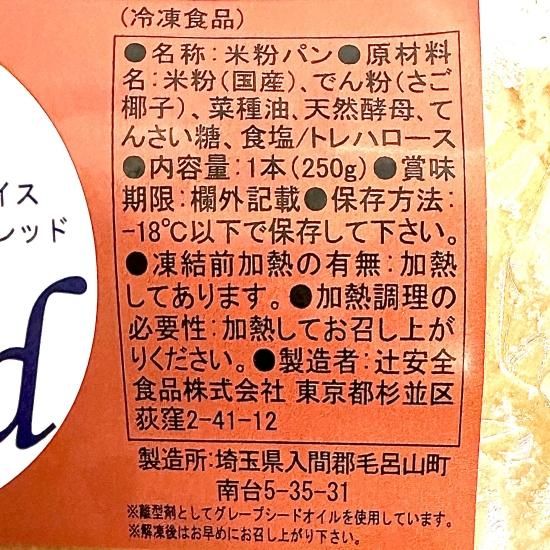 (冷凍食品)
●名称:米粉パン●原材料
名:米粉(国産)、でん粉(さご
椰子)、菜種油、天然酵母、て
んさい糖、食塩/トレハロース
●内容量:1本(250g)●賞味
期限:欄外記載●保存方法:
-18℃以下で保存して下さい。
●凍結前加熱の有無:加熱
してあります。●加熱調理の
必要性:加熱してお召し上が
りください。●製造者:辻安全
食品株式会社 東京都杉並区
荻窪2-41-12
製造所:埼玉県入間郡毛呂山町
南台5-35-31
※離型剤としてグレープシードオイルを使用しています。
※解凍後はお早めにお召し上がり下さい。
イス
レッド
d